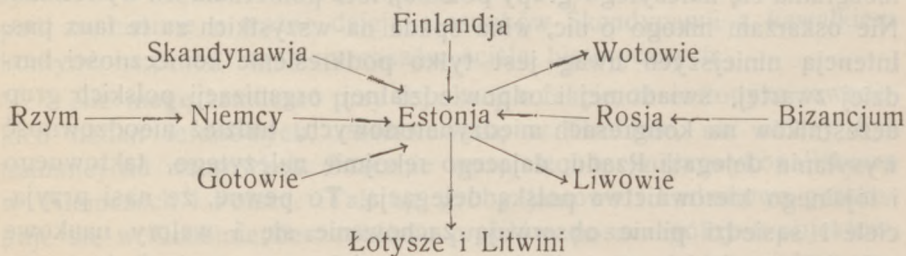 Finlandja
Skandynawja Wotowie
Rzym Niemcy Estonja Rosja Bizancjum
Gotowie Liwowie
Łotysze i Litwini